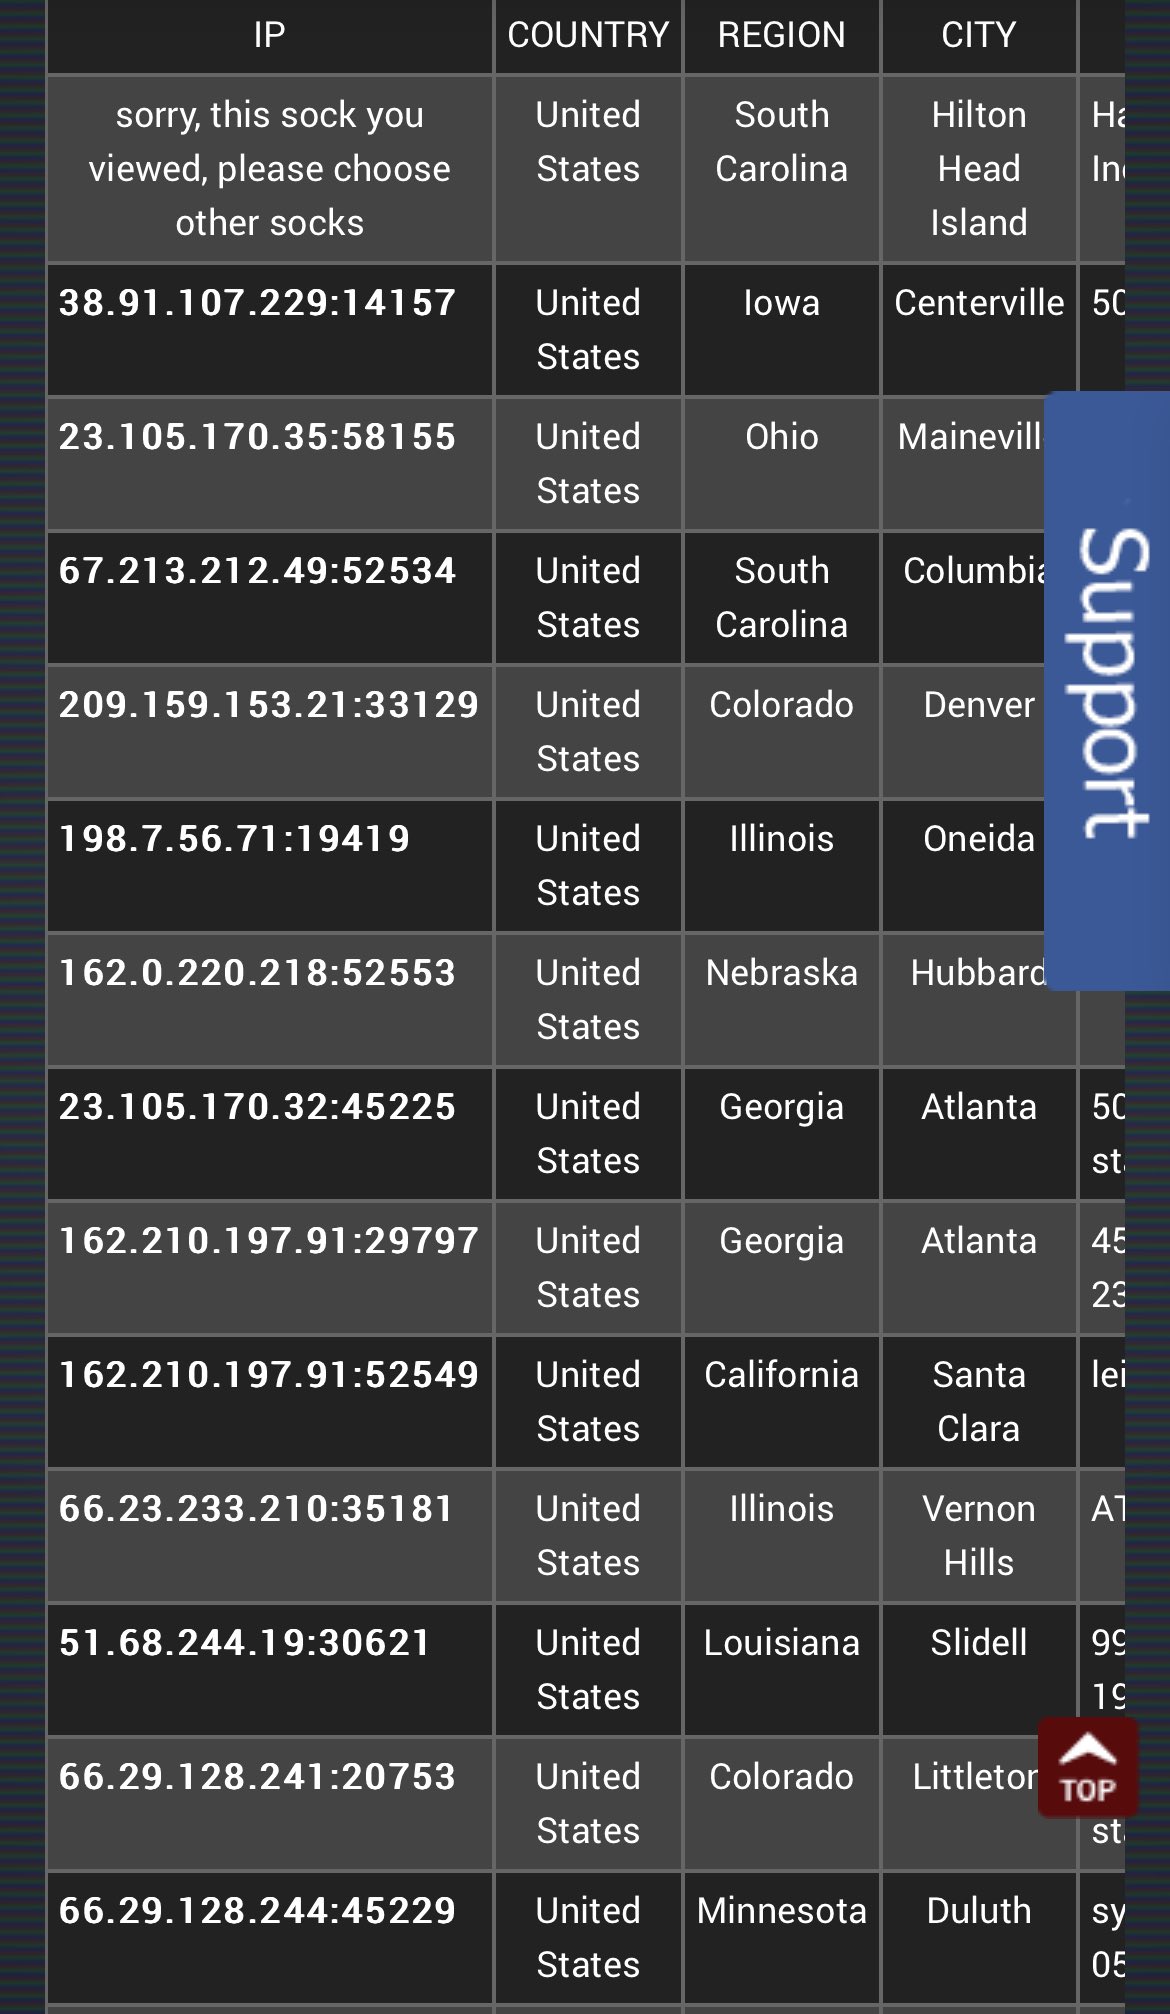 IP COUNTRY REGION CITY
sorry, this sock you United South Hilton
viewed, please choose States Carolina Head
other socks Island
38.91.107.229:14157 United Iowa Centerville 50
States
23.105.170.35:58155 United Ohio
States
67.213.212.49:52534 United South Columbia
States Carolina
209.159.153.21:33129 United Colorado Denver
States
198.7.56.71:19419 United Illinois Oneida
States
162.0.220.218:52553 United Nebraska Hubbard
States
23.105.170.32:45225 United Georgia Atlanta 50
States
162.210.197.91:29797 United Georgia Atlanta 45
States 23
162.210.197.91:52549 United California Santa
States Clara
66.23.233.210:35181 United Illinois Vernon
States Hills
51.68.244.19:30621 United Louisiana Slidell 99
States 19
66.29.128.241:20753 United Colorado Littleton
States
66.29.128.244:45229 United Minnesota Duluth sy
States 05
Support
TOP